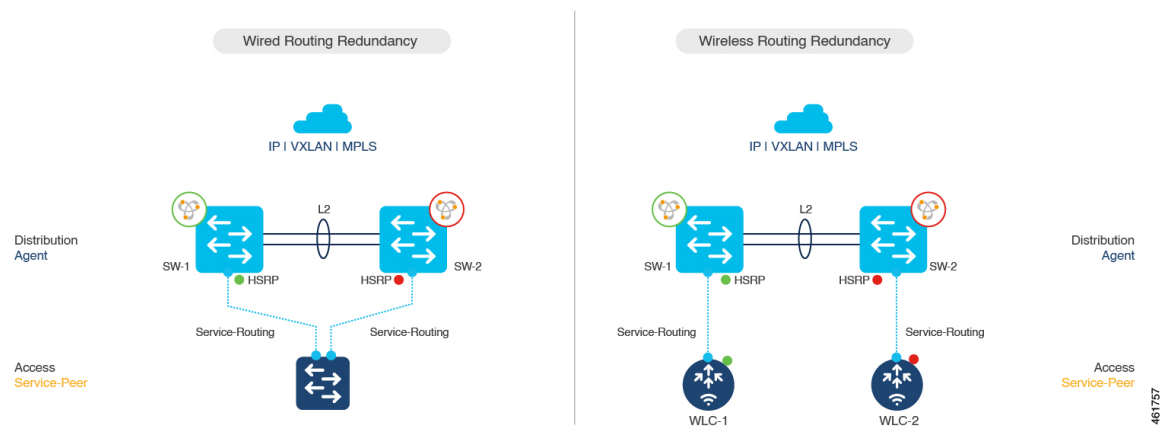 Wired Routing Redundancy
IP | VXLAN | MPLS
L2
SW-1
HSRP
HSRP
SW-2
Distribution
Agent
Service-Routing
Service-Routing
Access
Service-Peer
Wireless Routing Redundancy
IP | VXLAN | MPLS
L2
SW-1
HSRP
HSRP
SW-2
Distribution
Agent
Service-Routing
Service-Routing
Access
Service-Peer
WLC-1
WLC-2
461757